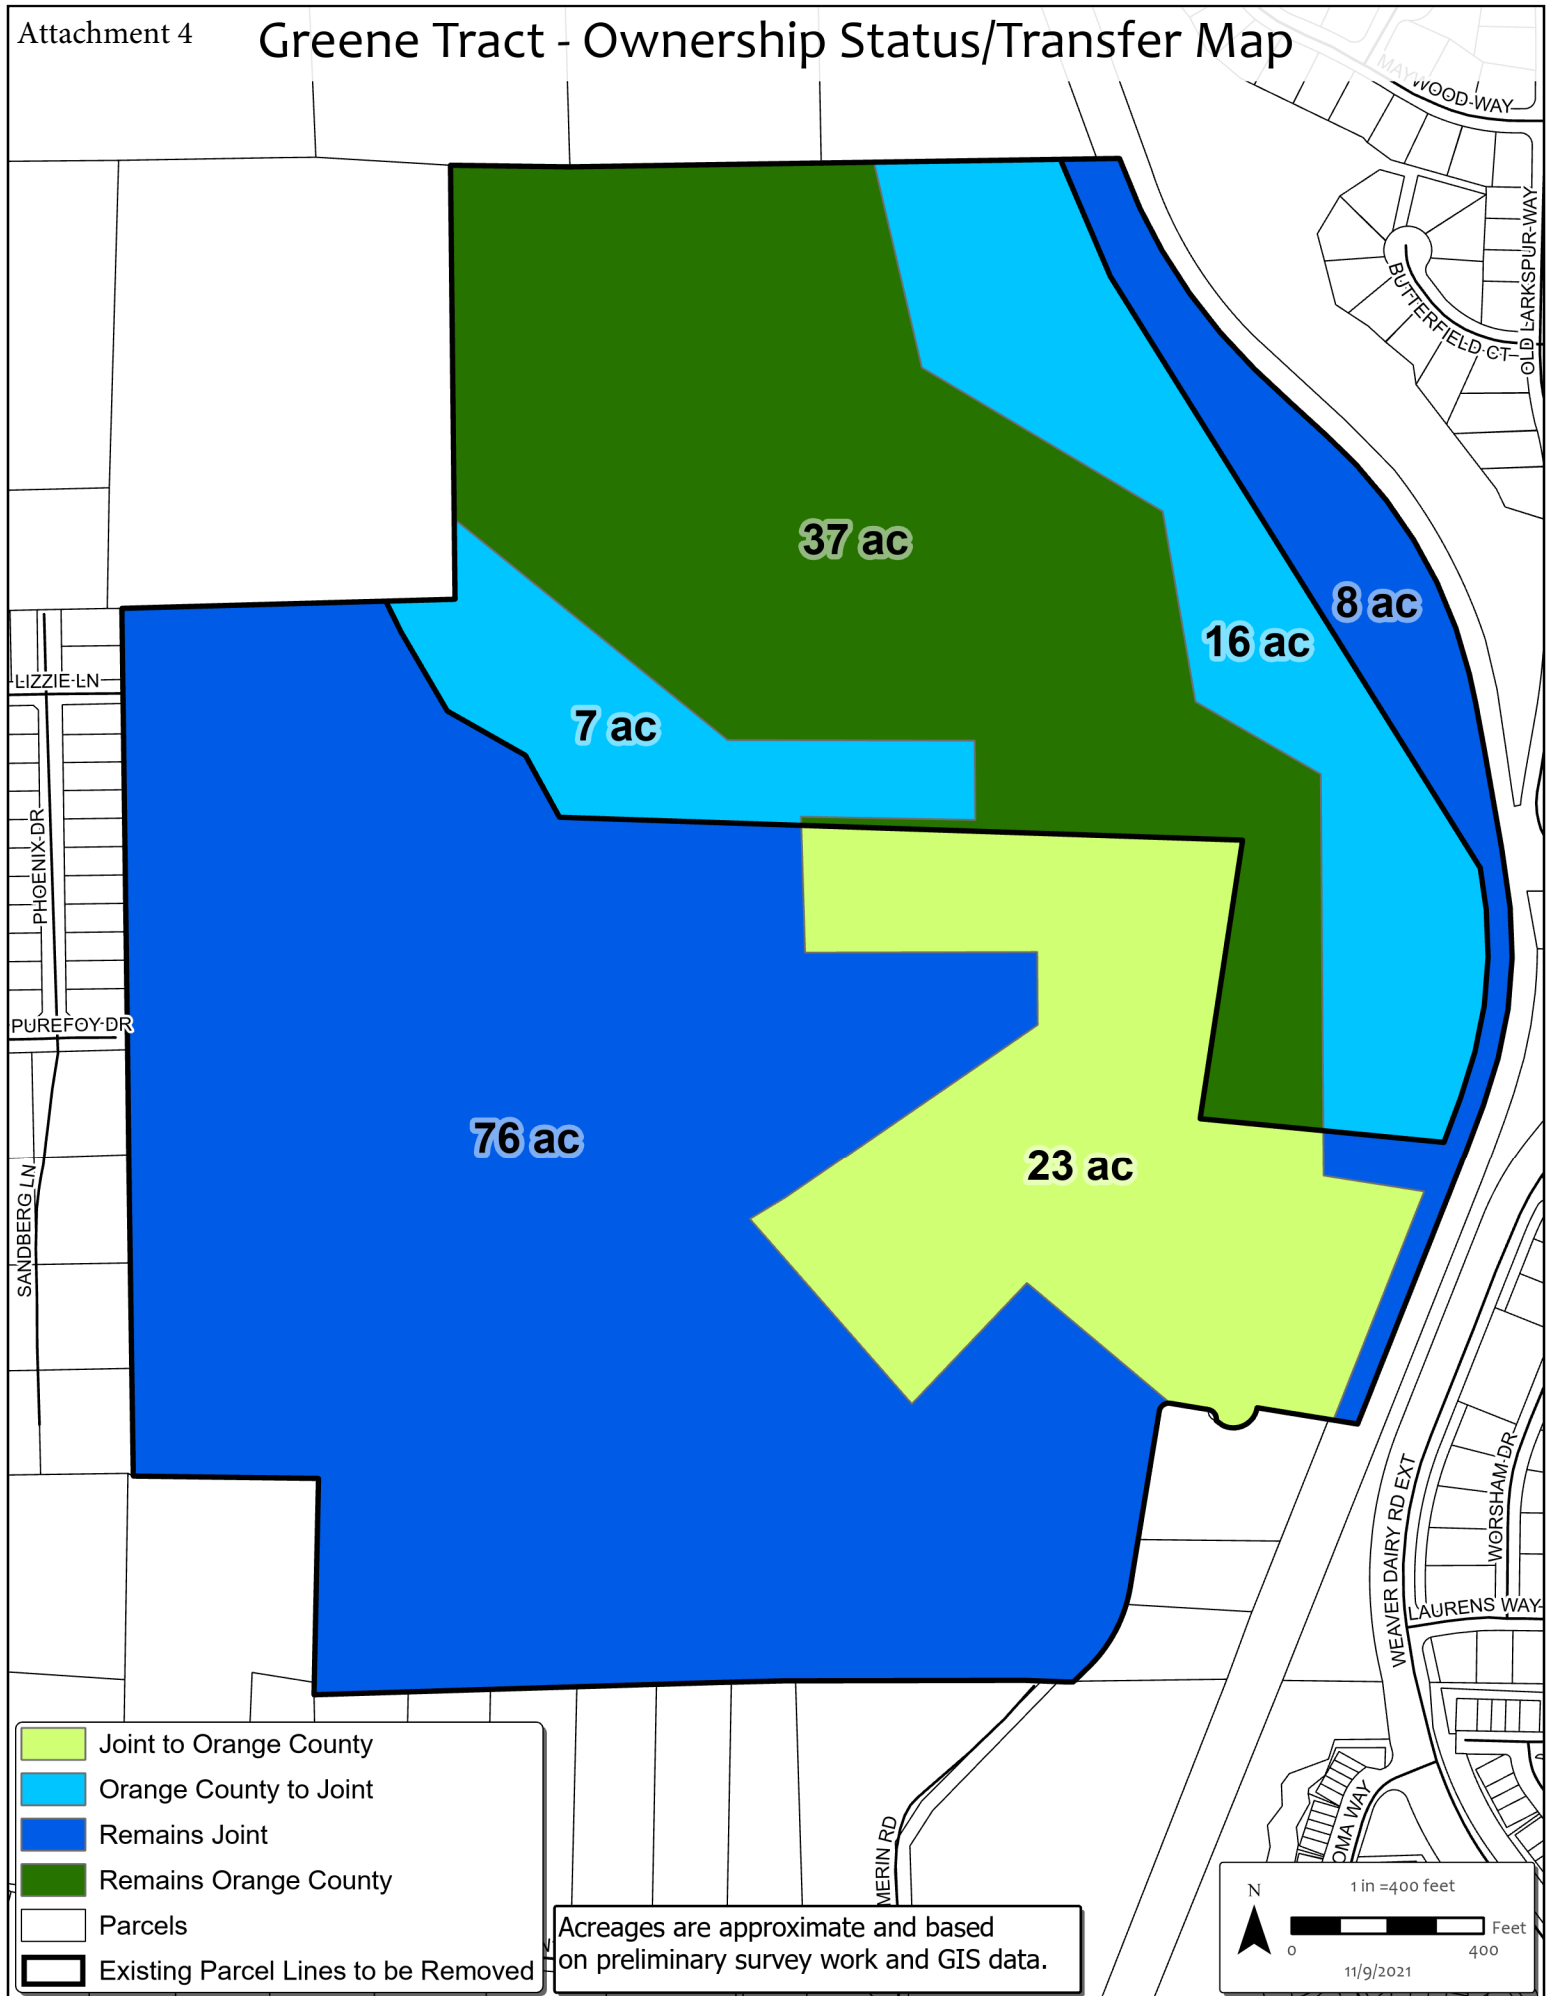 Attachment 4
Greene Tract - Ownership Status/Transfer Map
MAYWOOD WAY
OLD LARKSPUR WAY
BUTTERFIELD CT
37 ac
8 ac
16 ac
7 ac
76 ac
23 ac
LIZZIE LN
PHOENIX DR
PUREFOY DR
SANDBERG LN
WEAVER DAIRY RD EXT
WORSHAM DR
LAURENS WAY
OMA WAY
MERIN RD
Joint to Orange County
Orange County to Joint
Remains Joint
Remains Orange County
Parcels
Existing Parcel Lines to be Removed
Acreages are approximate and based
on preliminary survey work and GIS data.
N
1 in =400 feet
Feet
0 400
11/9/2021